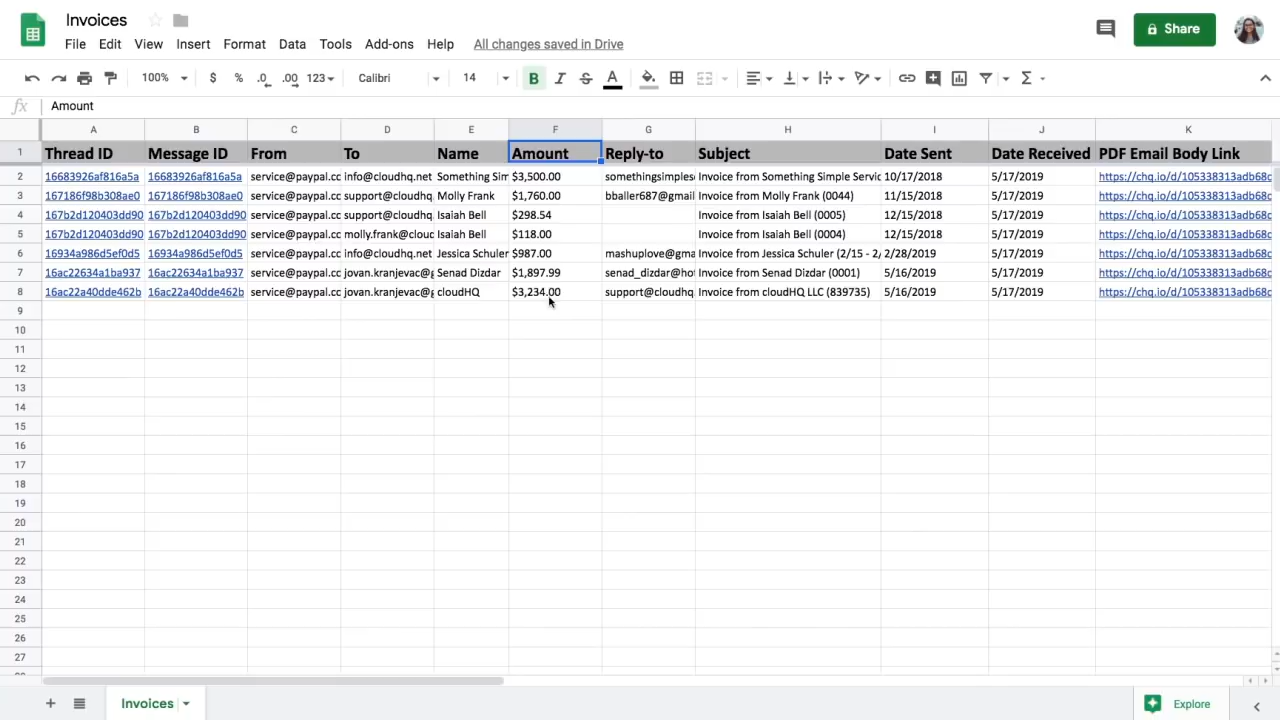 Invoices
File Edit View Insert Format Data Tools Add-ons Help All changes saved in Drive
Share
100% $ % .0 .00 123 Calibri 14 B I S A Σ
fx Amount
A B C D E F G H I J K
1 Thread ID Message ID From To Name Amount Reply-to Subject Date Sent Date Received PDF Email Body Link
2 16683926af816a5a 16683926af816a5a service@paypal.cc info@cloudhq.net Something Sim $3,500.00 somethingsimples Invoice from Something Simple Servic 10/17/2018 5/17/2019 https://chq.io/d/105338313adb68c
3 167186f98b308ae0 167186f98b308ae0 service@paypal.cc support@cloudhq. Molly Frank $1,760.00 bballer687@gmail Invoice from Molly Frank (0044) 11/15/2018 5/17/2019 https://chq.io/d/105338313adb68c
4 167b2d120403dd90 167b2d120403dd90 service@paypal.cc support@cloudhq. Isaiah Bell $298.54 Invoice from Isaiah Bell (0005) 12/15/2018 5/17/2019 https://chq.io/d/105338313adb68c
5 167b2d120403dd90 167b2d120403dd90 service@paypal.cc molly.frank@clouc Isaiah Bell $118.00 Invoice from Isaiah Bell (0004) 12/15/2018 5/17/2019 https://chq.io/d/105338313adb68c
6 16934a986d5ef0d5 16934a986d5ef0d5 service@paypal.cc info@cloudhq.net Jessica Schuler $987.00 mashuplove@gma Invoice from Jessica Schuler (2/15 - 2/ 2/28/2019 5/17/2019 https://chq.io/d/105338313adb68c
7 16ac22634a1ba937 16ac22634a1ba937 service@paypal.cc jovan.kranjevac@g Senad Dizdar $1,897.99 senad_dizdar@ho Invoice from Senad Dizdar (0001) 5/16/2019 5/17/2019 https://chq.io/d/105338313adb68c
8 16ac22a40dde462b 16ac22a40dde462b service@paypal.cc jovan.kranjevac@g cloudHQ $3,234.00 support@cloudhq Invoice from cloudHQ LLC (839735) 5/16/2019 5/17/2019 https://chq.io/d/105338313adb68c
9
10
11
12
13
14
15
16
17
18
19
20
21
22
23
24
25
26
27
Invoices
Explore